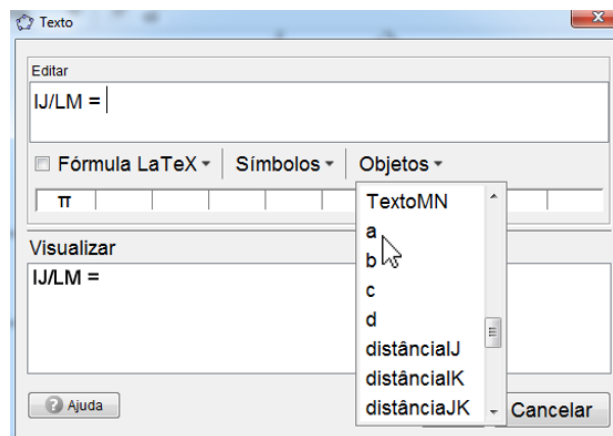 Texto
Editar
IJ/LM =
Fórmula LaTeX Símbolos Objetos
π
TextoMN
a
b
c
d
distânciaIJ
distânciaIK
distânciaJK
Visualizar
IJ/LM =
Ajuda
Cancelar